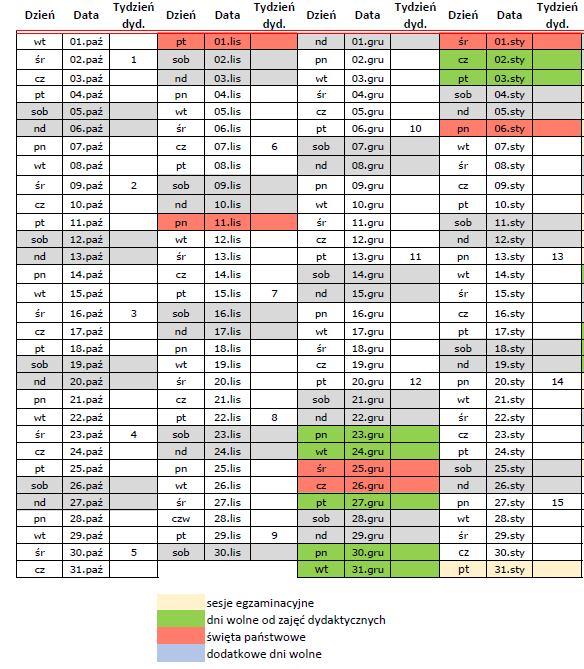 Dzień Data Tydzień dyd. Dzień Data Tydzień dyd. Dzień Data Tydzień dyd. Dzień Data Tydzień dyd.
wt 01.paź pt 01.lis nd 01.gru śr 01.sty
śr 02.paź 1 sob 02.lis pn 02.gru cz 02.sty
cz 03.paź nd 03.lis wt 03.gru pt 03.sty
pt 04.paź pn 04.lis śr 04.gru sob 04.sty
sob 05.paź wt 05.lis cz 05.gru nd 05.sty
nd 06.paź śr 06.lis pt 06.gru 10 pn 06.sty
pn 07.paź cz 07.lis 6 sob 07.gru wt 07.sty
wt 08.paź pt 08.lis nd 08.gru śr 08.sty
śr 09.paź 2 sob 09.lis pn 09.gru cz 09.sty
cz 10.paź nd 10.lis wt 10.gru pt 10.sty
pt 11.paź pn 11.lis śr 11.gru sob 11.sty
sob 12.paź wt 12.lis cz 12.gru nd 12.sty
nd 13.paź śr 13.lis pt 13.gru 11 pn 13.sty 13
pn 14.paź cz 14.lis sob 14.gru wt 14.sty
wt 15.paź pt 15.lis 7 nd 15.gru śr 15.sty
śr 16.paź 3 sob 16.lis pn 16.gru cz 16.sty
cz 17.paź nd 17.lis wt 17.gru pt 17.sty
pt 18.paź pn 18.lis śr 18.gru sob 18.sty
sob 19.paź wt 19.lis cz 19.gru nd 19.sty
nd 20.paź śr 20.lis pt 20.gru 12 pn 20.sty 14
pn 21.paź cz 21.lis sob 21.gru wt 21.sty
wt 22.paź pt 22.lis 8 nd 22.gru śr 22.sty
śr 23.paź 4 sob 23.lis pn 23.gru cz 23.sty
cz 24.paź nd 24.lis wt 24.gru pt 24.sty
pt 25.paź pn 25.lis śr 25.gru sob 25.sty
sob 26.paź wt 26.lis cz 26.gru nd 26.sty
nd 27.paź śr 27.lis pt 27.gru pn 27.sty 15
pn 28.paź czw 28.lis sob 28.gru wt 28.sty
wt 29.paź pt 29.lis 9 nd 29.gru śr 29.sty
śr 30.paź 5 sob 30.lis pn 30.gru cz 30.sty
cz 31.paź wt 31.gru pt 31.sty
sesje egzaminacyjne
dni wolne od zajęć dydaktycznych
święta państwowe
dodatkowe dni wolne